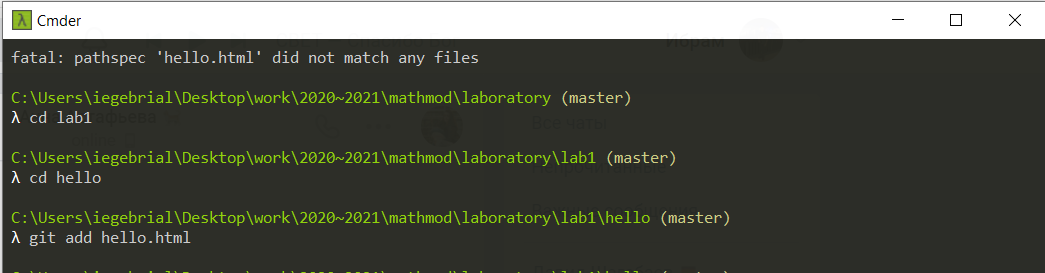 λ Cmder
fatal: pathspec 'hello.html' did not match any files
C:\Users\iegebrial\Desktop\work\2020~2021\mathmod\laboratory (master)
λ cd lab1
C:\Users\iegebrial\Desktop\work\2020~2021\mathmod\laboratory\lab1 (master)
λ cd hello
C:\Users\iegebrial\Desktop\work\2020~2021\mathmod\laboratory\lab1\hello (master)
λ git add hello.html